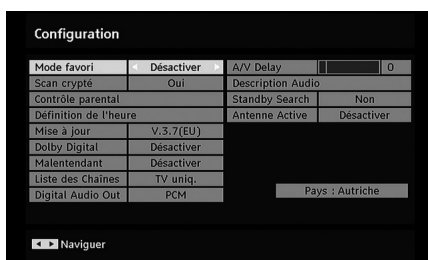 Configuration
Mode favori Désactiver
Scan crypté Oui
Contrôle parental
Définition de l'heure
Mise à jour V.3.7(EU)
Dolby Digital Désactiver
Malentendant Désactiver
Liste des Chaînes TV uniq.
Digital Audio Out PCM
A/V Delay 0
Description Audio
Standby Search Non
Antenne Active Désactiver
Pays : Autriche
Naviguer